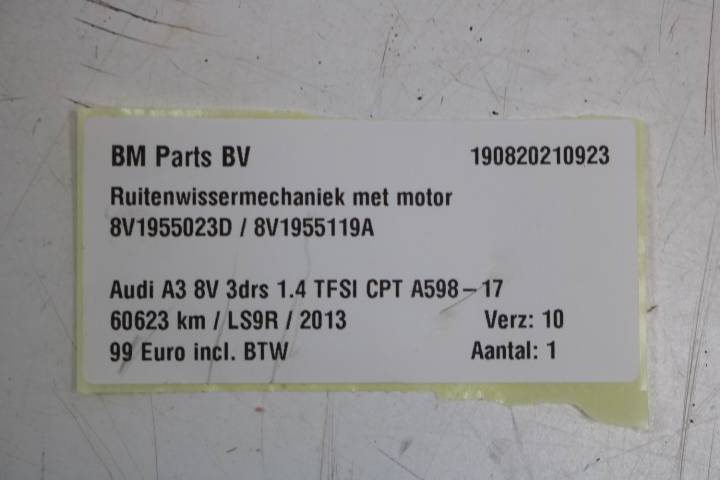 BM Parts BV 190820210923
Ruitenwissermechaniek met motor
8V1955023D / 8V1955119A
Audi A3 8V 3drs 1.4 TFSI CPT A598-17
60623 km / LS9R / 2013 Verz: 10
99 Euro incl. BTW Aantal: 1